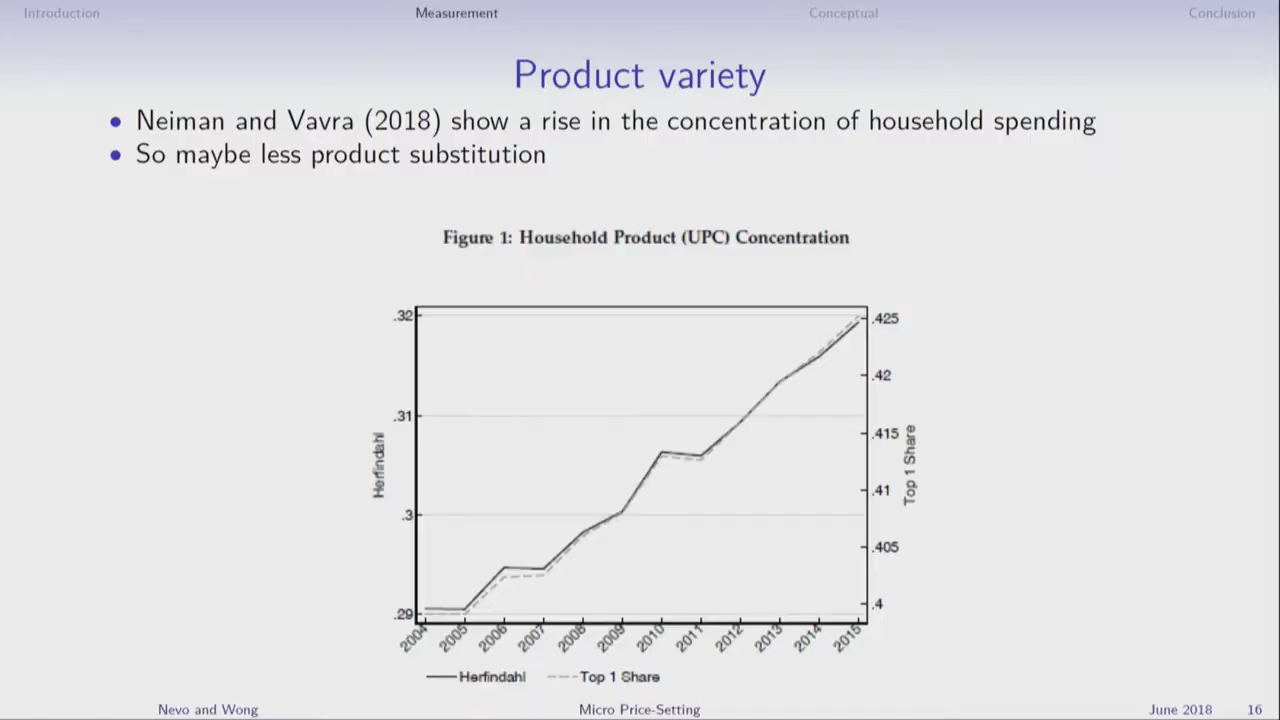 Introduction Measurement Conceptual Conclusion
Product variety
• Neiman and Vavra (2018) show a rise in the concentration of household spending
• So maybe less product substitution
Figure 1: Household Product (UPC) Concentration
.32
.31
.3
.29
Herfindahl
.425
.42
.415
.41
.405
.4
Top 1 Share
2004 2005 2006 2007 2008 2009 2010 2011 2012 2013 2014 2015
Herfindahl Top 1 Share
Nevo and Wong Micro Price-Setting June 2018 16